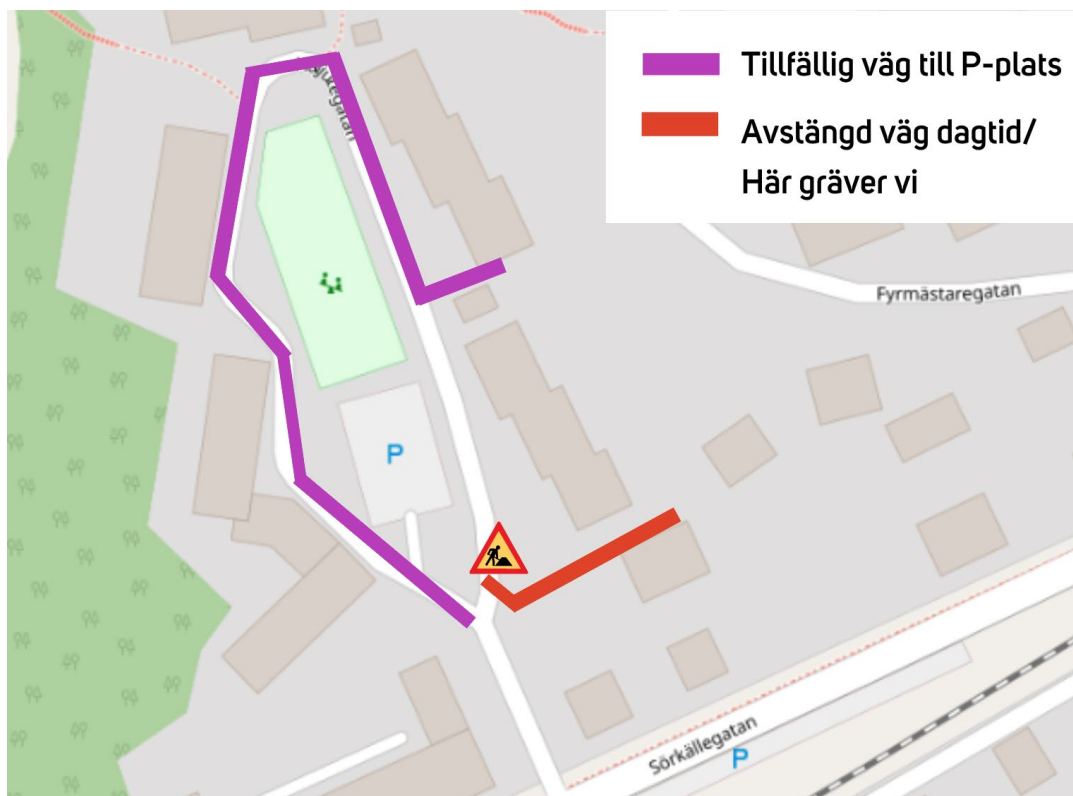 Tillfällig väg till P-plats
Avstängd väg dagtid/
Här gräver vi
Fyrmästaregatan
P
Sörkällegatan
P